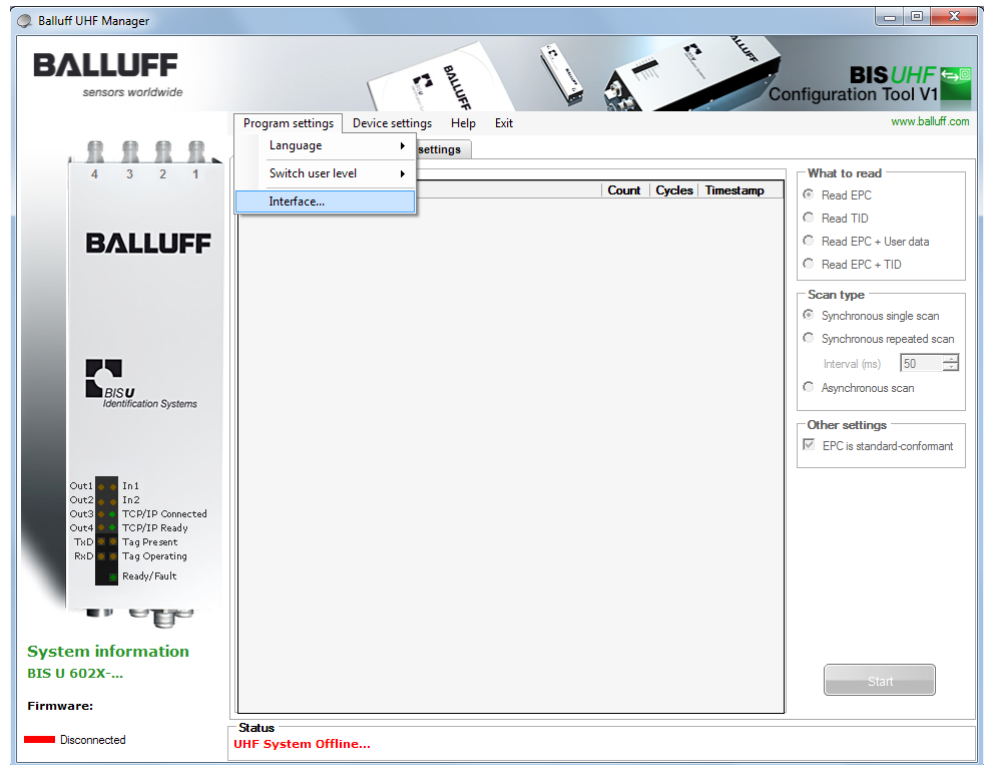 Balluff UHF Manager
BALLUFF
sensors worldwide
BALLUFF
BALLUFF
BIS UHF
Configuration Tool V1
Program settings Device settings Help Exit
www.balluff.com
Language
settings
Switch user level
Interface...
Count Cycles Timestamp
4 3 2 1
BALLUFF
BIS U
Identification Systems
Out1 In1
Out2 In2
Out3 TCP/IP Connected
Out4 TCP/IP Ready
TxD Tag Present
RxD Tag Operating
Ready/Fault
What to read
Read EPC
Read TID
Read EPC + User data
Read EPC + TID
Scan type
Synchronous single scan
Synchronous repeated scan
Interval (ms) 50
Asynchronous scan
Other settings
EPC is standard-conformant
Start
System information
BIS U 602X-...
Firmware:
Disconnected
Status
UHF System Offline...